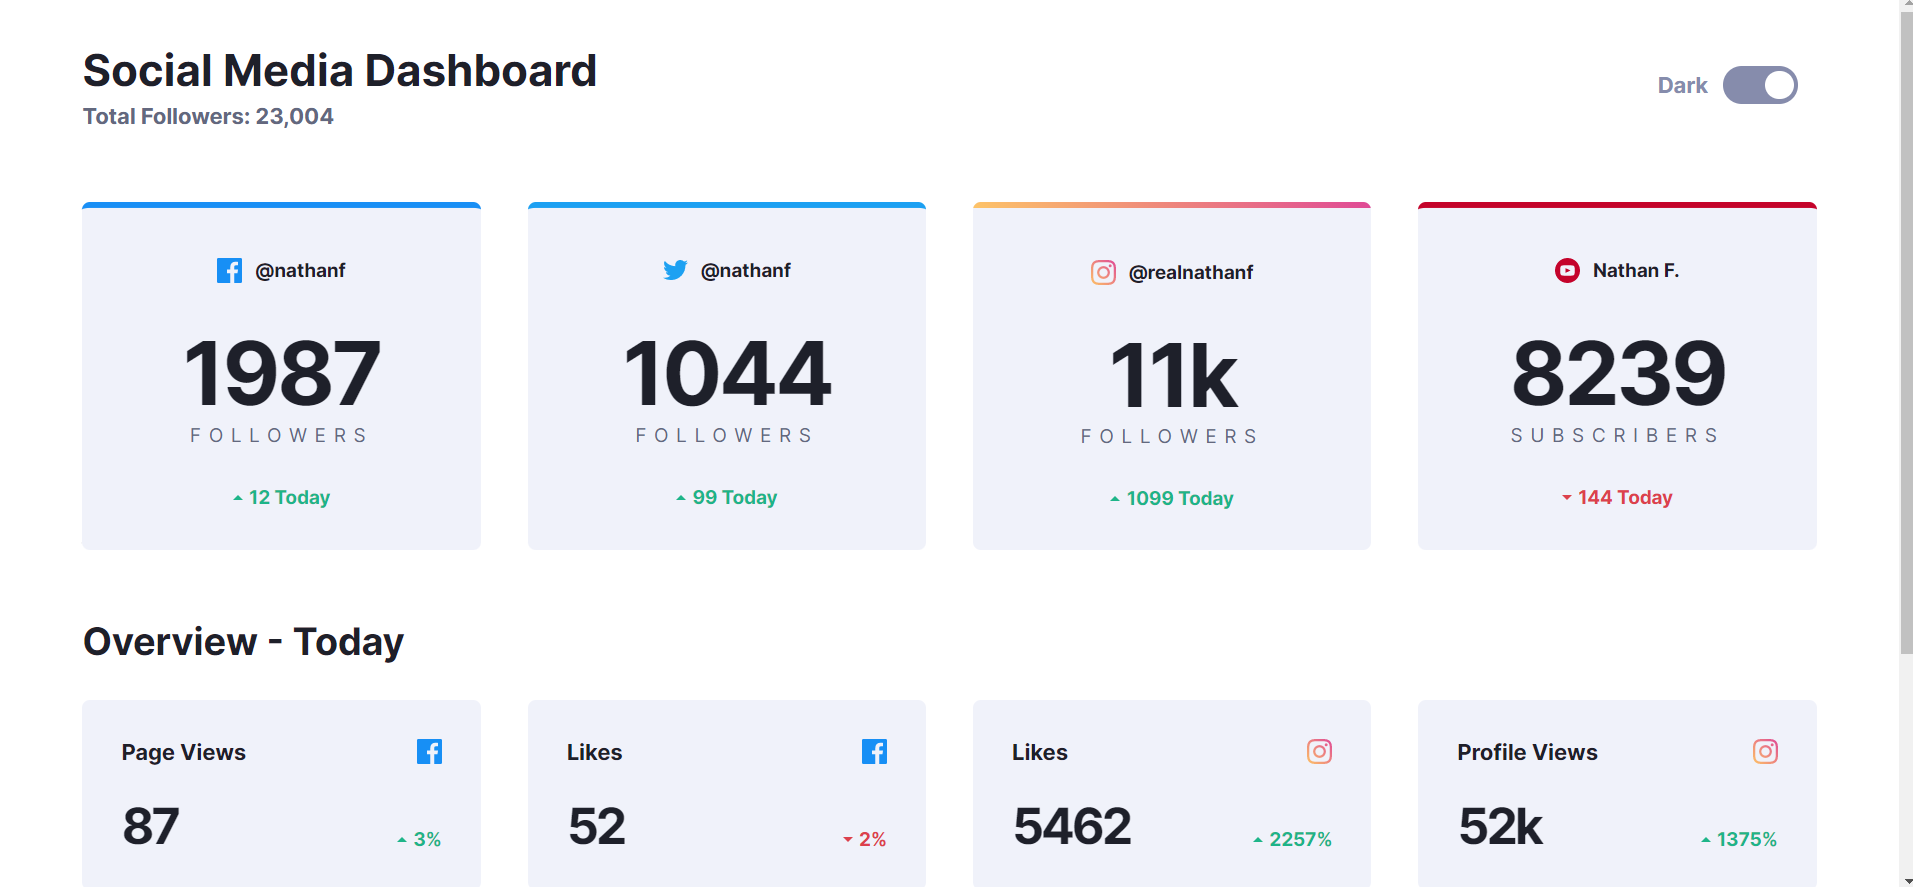 Social Media Dashboard
Total Followers: 23,004
Dark
@nathanf
1987
FOLLOWERS
12 Today
@nathanf
1044
FOLLOWERS
99 Today
@realnathanf
11k
FOLLOWERS
1099 Today
Nathan F.
8239
SUBSCRIBERS
144 Today
Overview - Today
Page Views
87
3%
Likes
52
2%
Likes
5462
2257%
Profile Views
52k
1375%